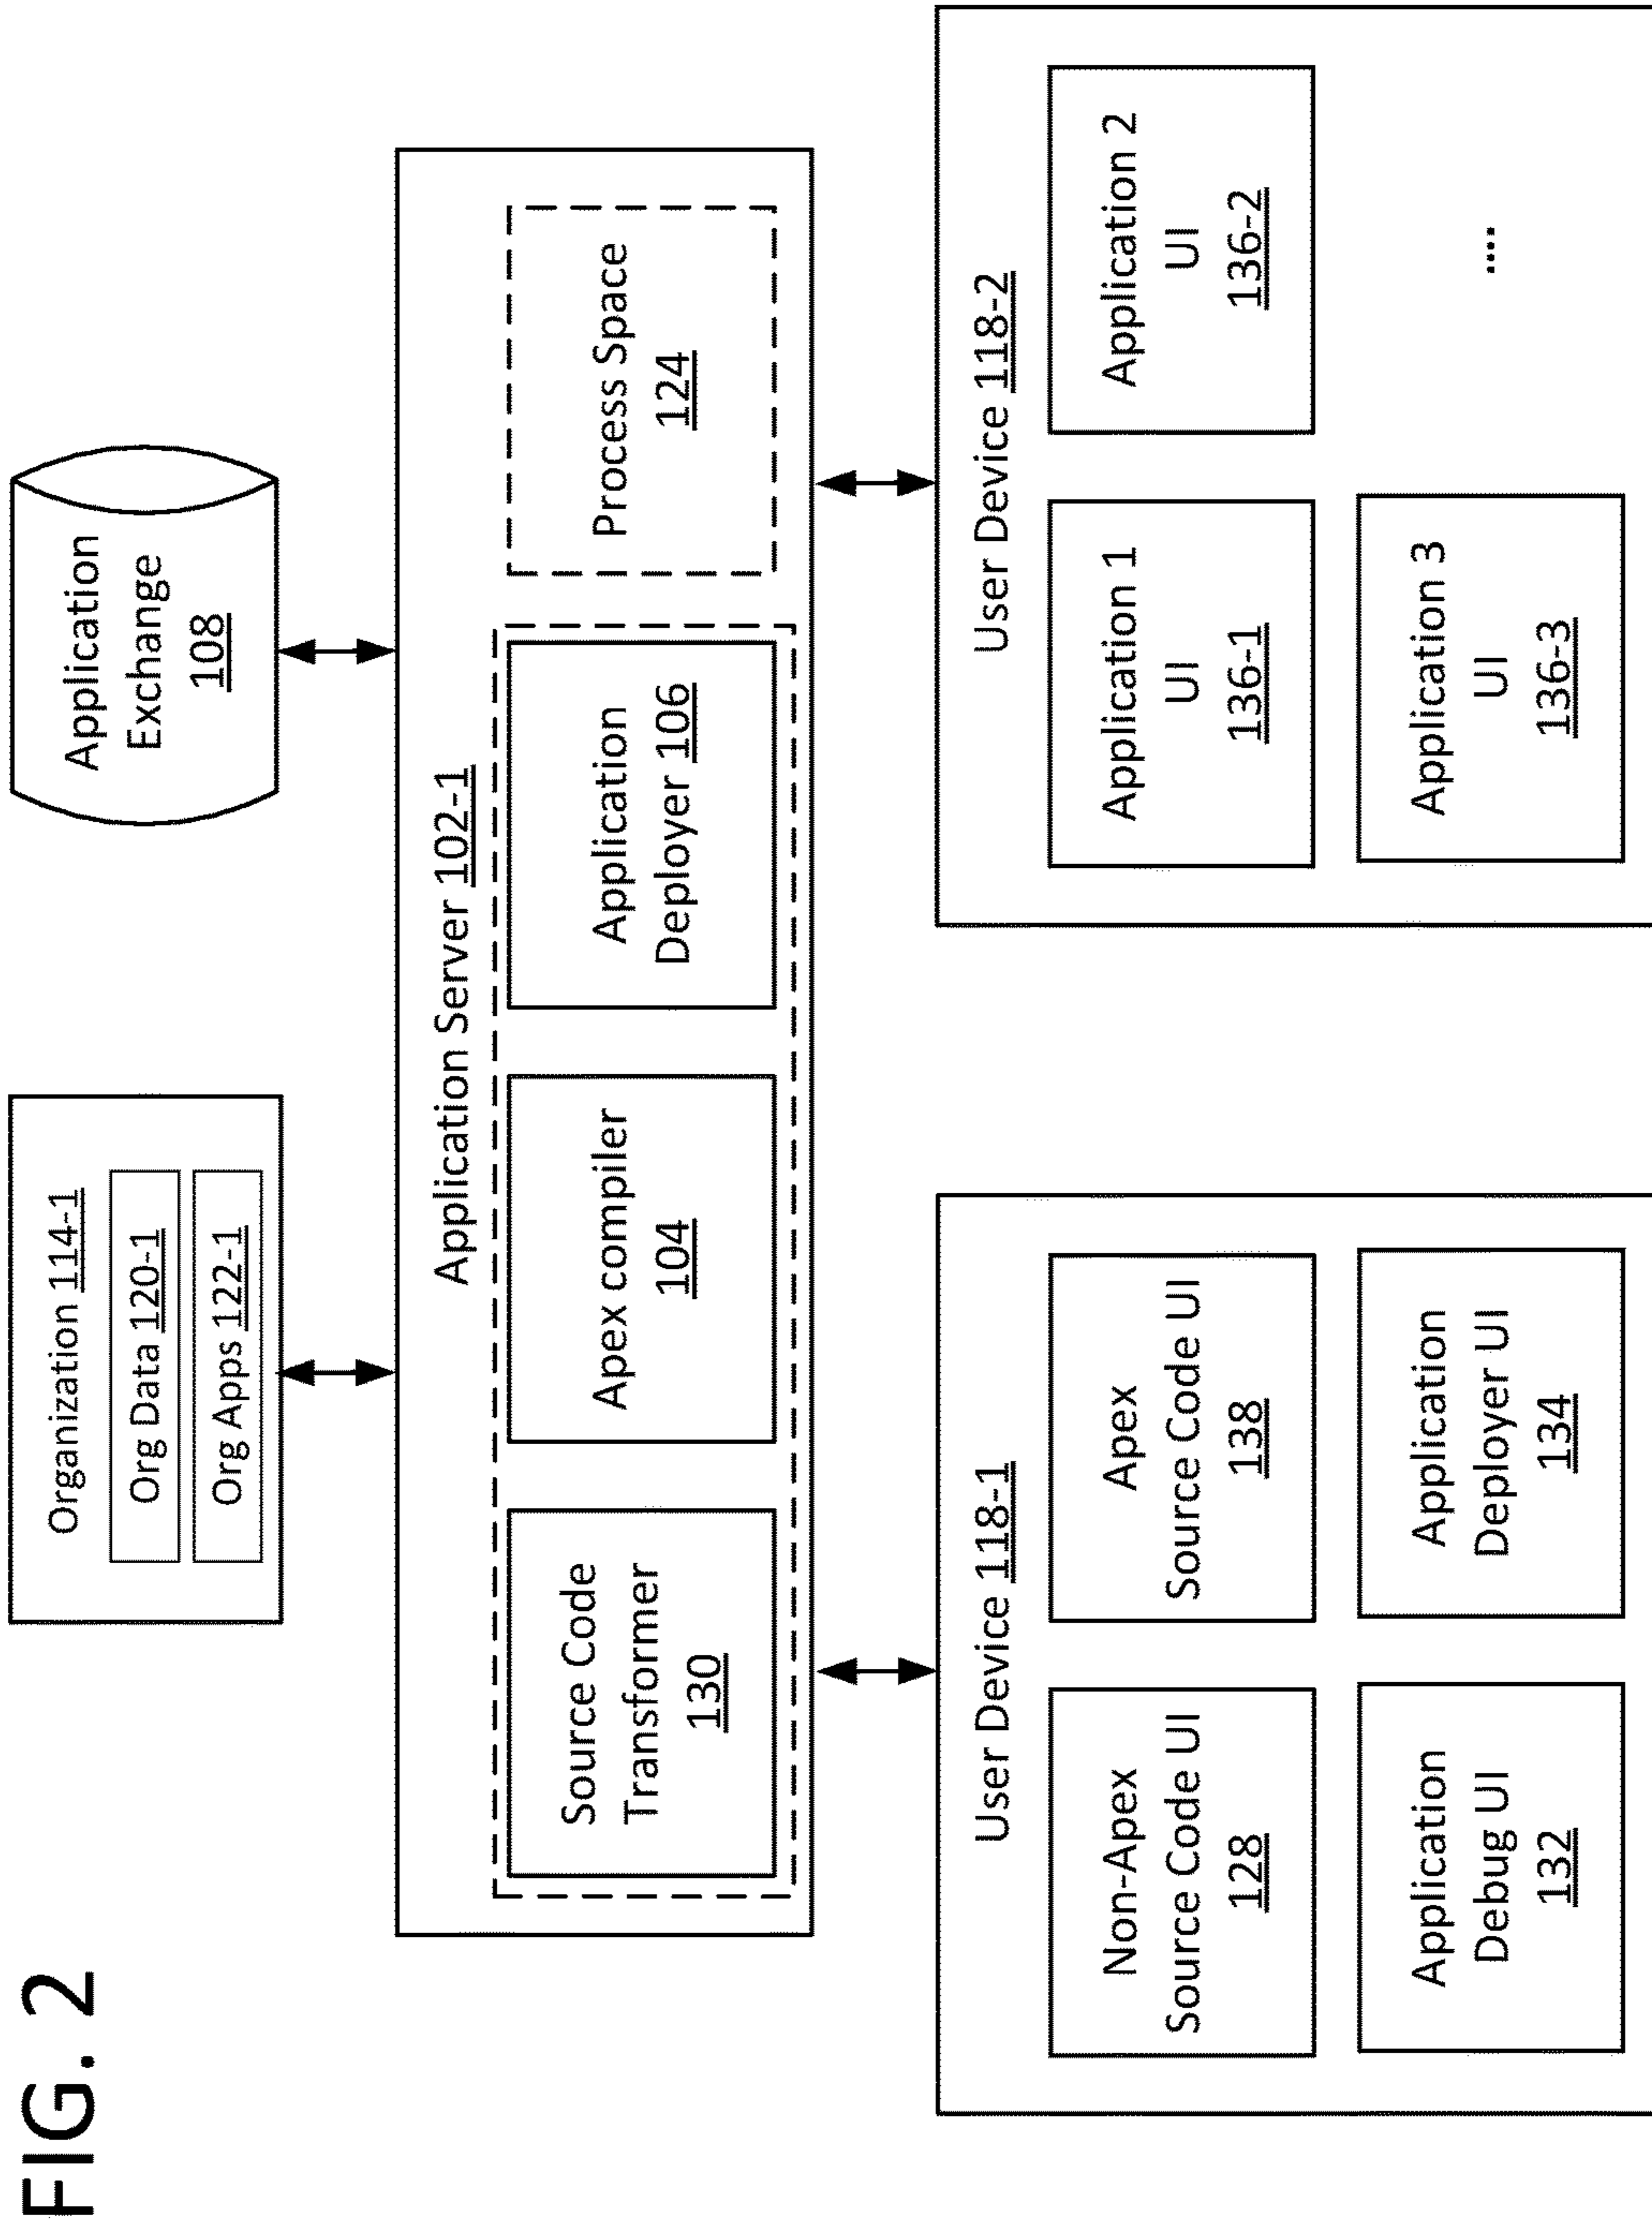 FIG. 2
Organization 114-1
Org Data 120-1
Org Apps 122-1
Application
Exchange
108
Application Server 102-1
Source Code
Transformer
130
Apex compiler
104
Application
Deployer 106
Process Space
124
User Device 118-1
Non-Apex
Source Code UI
128
Apex
Source Code UI
138
Application
Debug UI
132
Application
Deployer UI
134
User Device 118-2
Application 1
UI
136-1
Application 2
UI
136-2
Application 3
UI
136-3
....